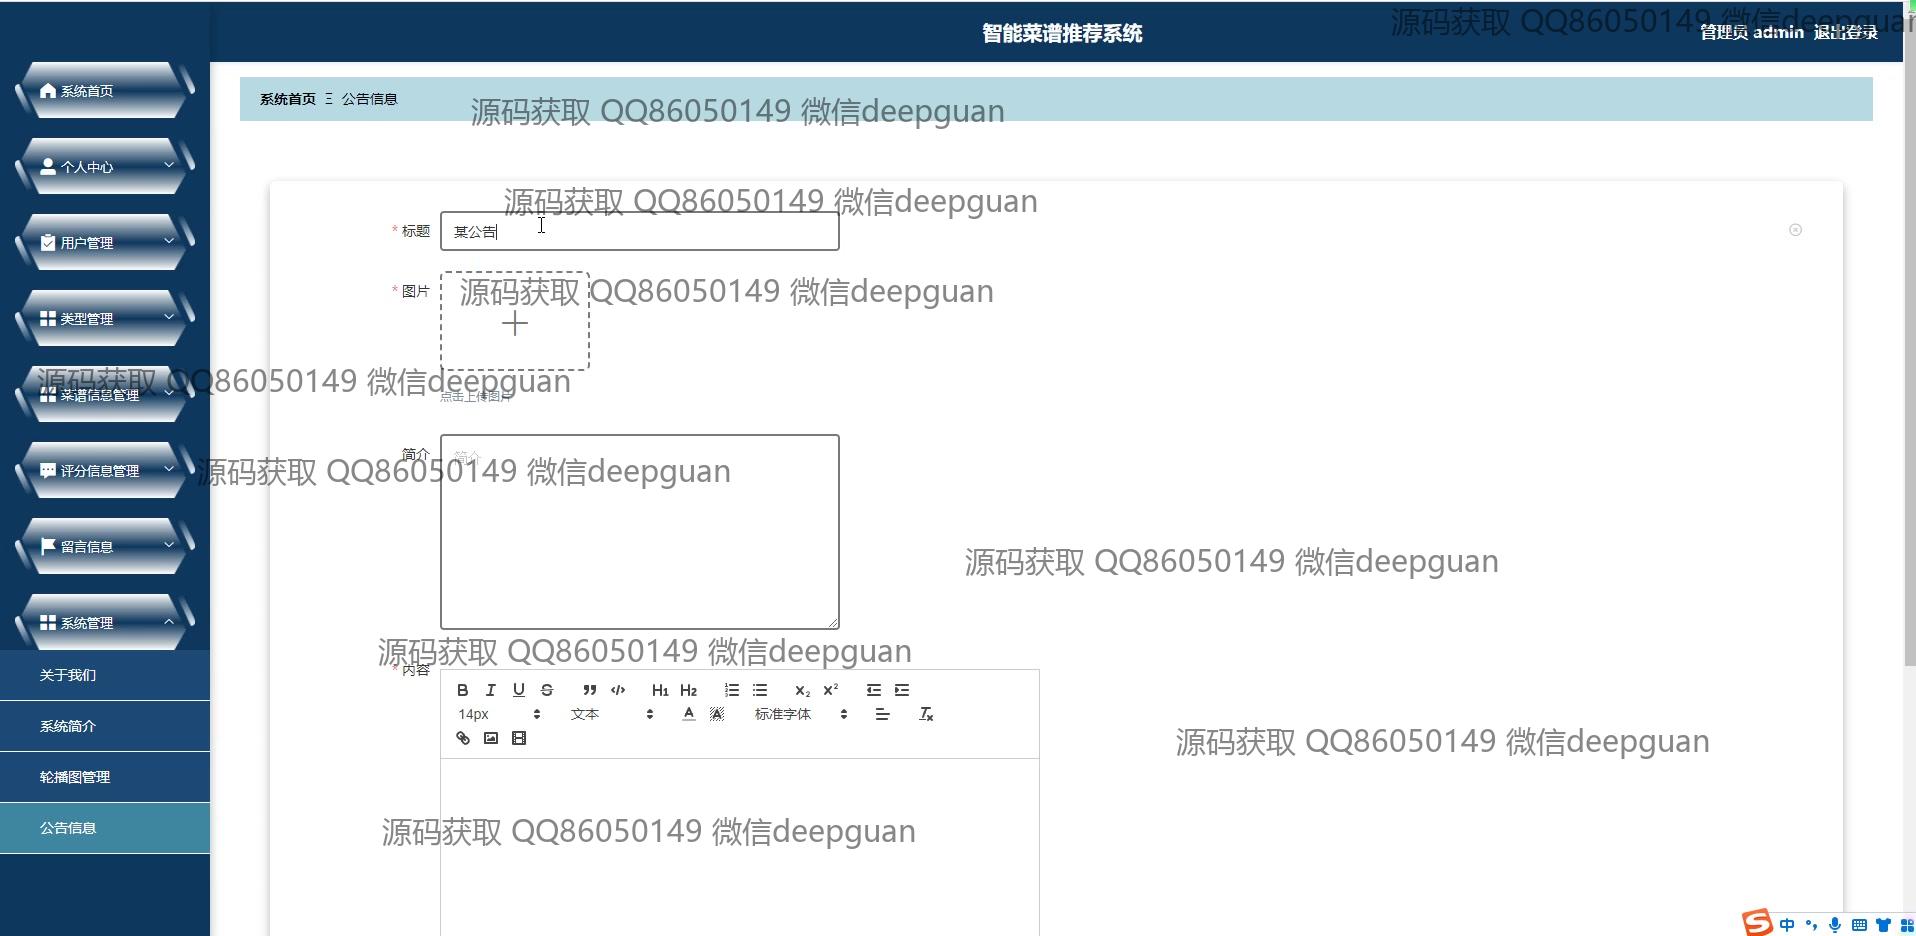 智能菜谱推荐系统
源码获取 QQ86050149 微信deepguan
管理员 admin 退出登录
系统首页
系统首页 Ξ 公告信息
源码获取 QQ86050149 微信deepguan
个人中心
源码获取 QQ86050149 微信deepguan
* 标题 某公告
用户管理
* 图片
源码获取 QQ86050149 微信deepguan
类型管理
源码获取 QQ86050149 微信deepguan
菜谱信息管理
点击上传图片
简介 简介
评分信息管理
源码获取 QQ86050149 微信deepguan
留言信息
源码获取 QQ86050149 微信deepguan
系统管理
源码获取 QQ86050149 微信deepguan
* 内容
关于我们
B I U S H1 H2 X2 X2
14px 文本 A A 标准字体 Tx
系统简介
源码获取 QQ86050149 微信deepguan
轮播图管理
公告信息
源码获取 QQ86050149 微信deepguan
S 中